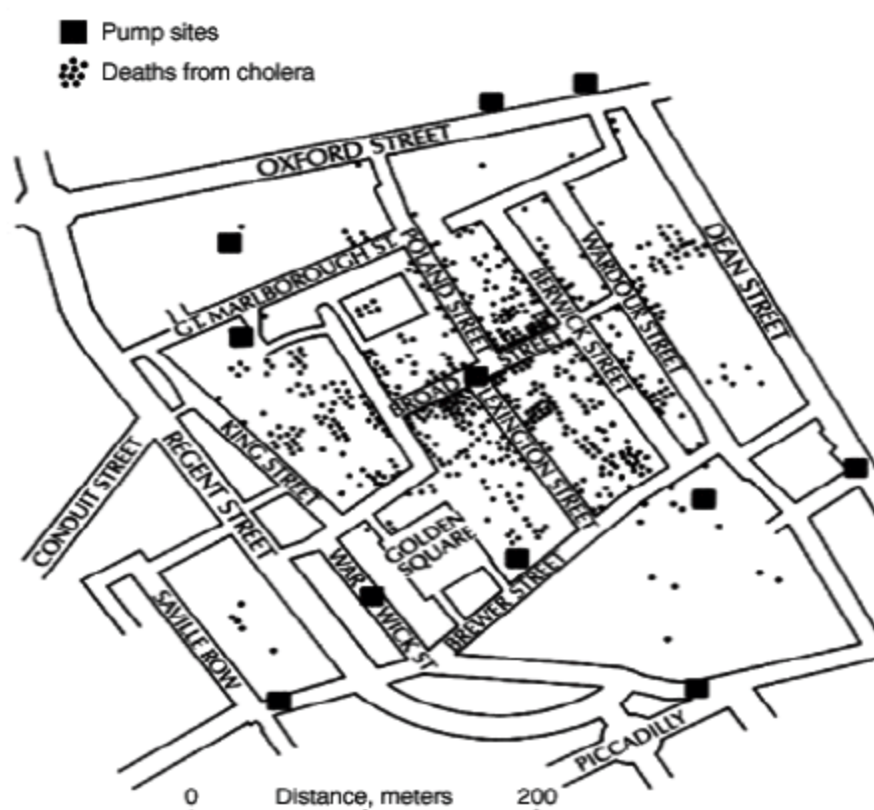 Pump sites
Deaths from cholera
OXFORD STREET
GT. MARLBOROUGH ST.
POLAND STREET
BERWICK STREET
WARDOUR STREET
DEAN STREET
BROAD STREET
KING STREET
LEXINGTON STREET
REGENT STREET
CONDUIT STREET
GOLDEN
SQUARE
WARWICK ST
BREWER STREET
SAVILLE ROW
PICCADILLY
0 Distance, meters 200